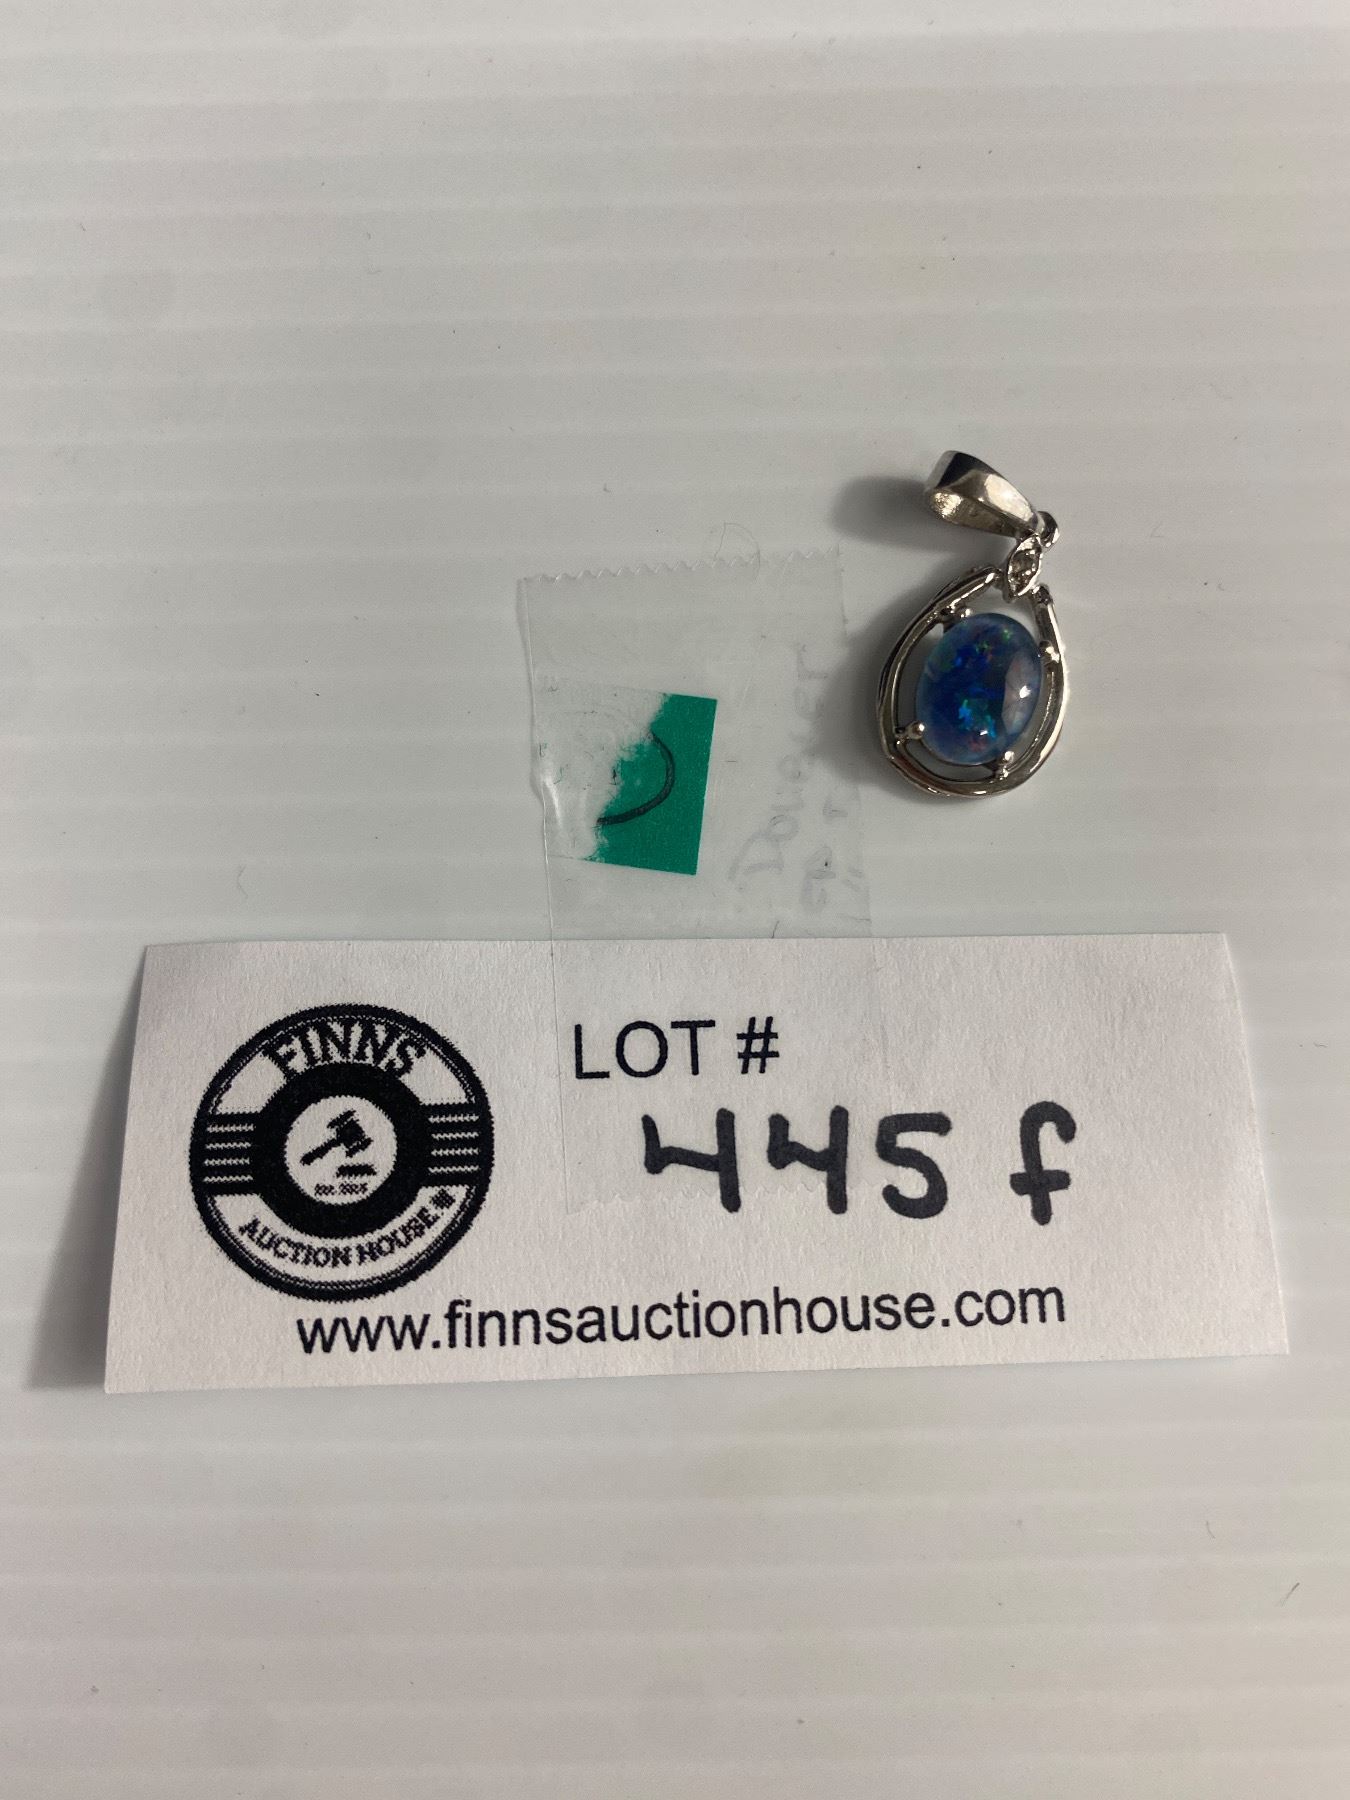 FINNS
AUCTION HOUSE
LOT #
445 f
www.finnsauctionhouse.com